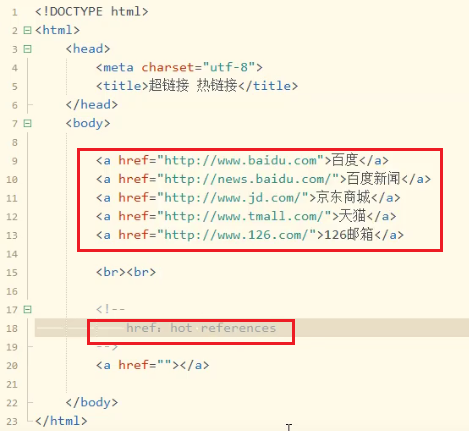 1 <!DOCTYPE html>
2 <html>
3 <head>
4 <meta charset="utf-8">
5 <title>超链接 热链接</title>
6 </head>
7 <body>
8
9 <a href="http://www.baidu.com">百度</a>
10 <a href="http://news.baidu.com/">百度新闻</a>
11 <a href="http://www.jd.com/">京东商城</a>
12 <a href="http://www.tmall.com/">天猫</a>
13 <a href="http://www.126.com/">126邮箱</a>
14
15 <br><br>
16
17 <!--
18 href：hot references
19 -->
20 <a href=""></a>
21
22 </body>
23 </html>